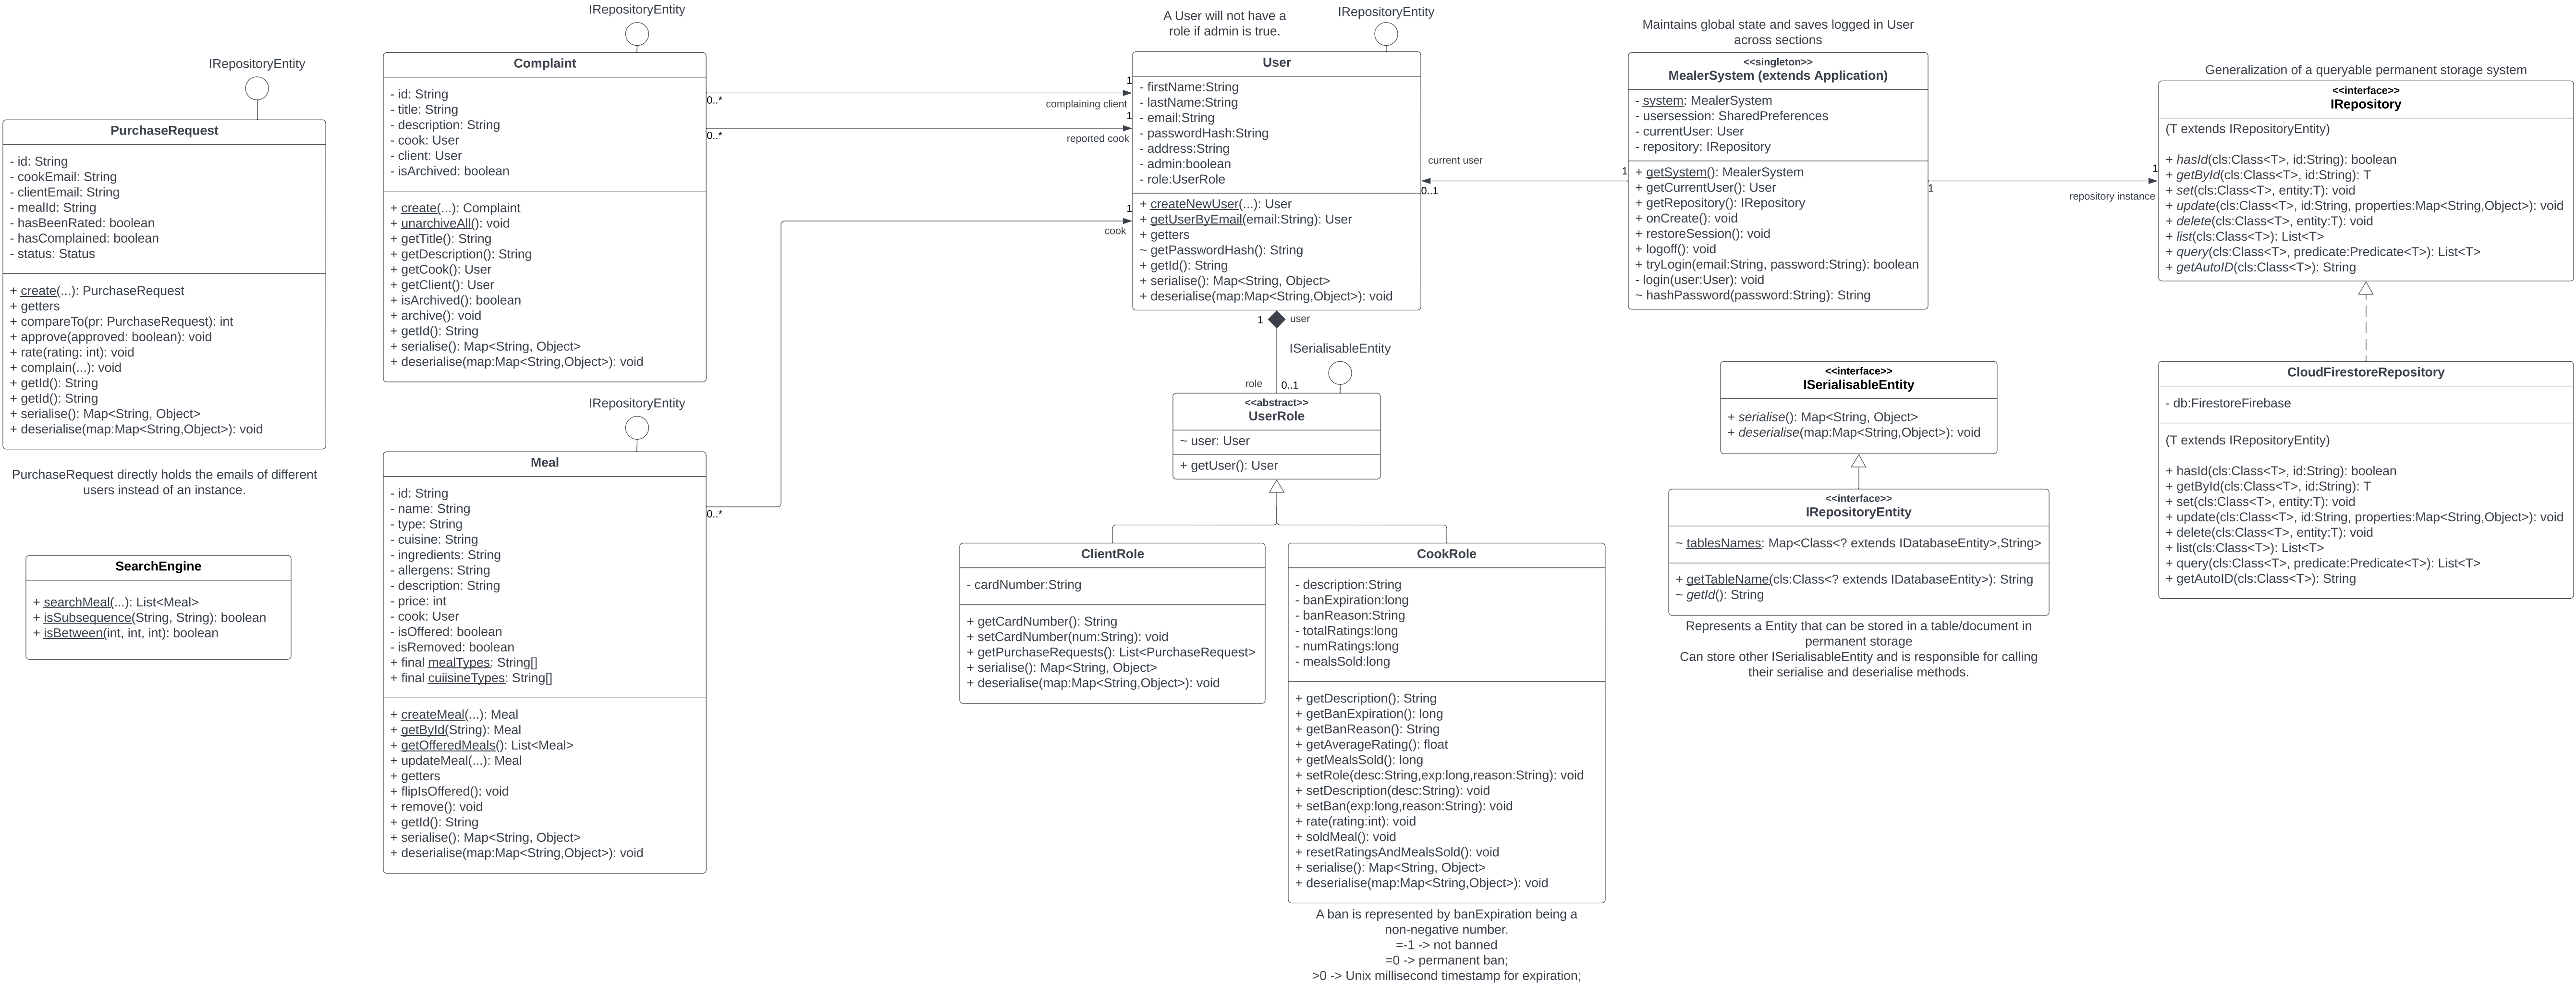 IRepositoryEntity
PurchaseRequest
- id: String
- cookEmail: String
- clientEmail: String
- mealId: String
- hasBeenRated: boolean
- hasComplained: boolean
- status: Status
+ create(...): PurchaseRequest
+ getters
+ compareTo(pr: PurchaseRequest): int
+ approve(approved: boolean): void
+ rate(rating: int): void
+ complain(...): void
+ getId(): String
+ getId(): String
+ serialise(): Map<String, Object>
+ deserialise(map:Map<String,Object>): void
PurchaseRequest directly holds the emails of different
users instead of an instance.
SearchEngine
+ searchMeal(...): List<Meal>
+ isSubsequence(String, String): boolean
+ isBetween(int, int, int): boolean
IRepositoryEntity
Complaint
- id: String
- title: String
- description: String
- cook: User
- client: User
- isArchived: boolean
+ create(...): Complaint
+ unarchiveAll(): void
+ getTitle(): String
+ getDescription(): String
+ getCook(): User
+ getClient(): User
+ isArchived(): boolean
+ archive(): void
+ getId(): String
+ serialise(): Map<String, Object>
+ deserialise(map:Map<String,Object>): void
0..*
1
complaining client
0..*
1
reported cook
IRepositoryEntity
Meal
- id: String
- name: String
- type: String
- cuisine: String
- ingredients: String
- allergens: String
- description: String
- price: int
- cook: User
- isOffered: boolean
- isRemoved: boolean
+ final mealTypes: String[]
+ final cuiisineTypes: String[]
+ createMeal(...): Meal
+ getById(String): Meal
+ getOfferedMeals(): List<Meal>
+ updateMeal(...): Meal
+ getters
+ flipIsOffered(): void
+ remove(): void
+ getId(): String
+ serialise(): Map<String, Object>
+ deserialise(map:Map<String,Object>): void
0..*
1
cook
A User will not have a
role if admin is true.
IRepositoryEntity
User
- firstName:String
- lastName:String
- email:String
- passwordHash:String
- address:String
- admin:boolean
- role:UserRole
+ createNewUser(...): User
+ getUserByEmail(email:String): User
+ getters
~ getPasswordHash(): String
+ getId(): String
+ serialise(): Map<String, Object>
+ deserialise(map:Map<String,Object>): void
1
user
role
0..1
ISerialisableEntity
<<abstract>>
UserRole
~ user: User
+ getUser(): User
ClientRole
- cardNumber:String
+ getCardNumber(): String
+ setCardNumber(num:String): void
+ getPurchaseRequests(): List<PurchaseRequest>
+ serialise(): Map<String, Object>
+ deserialise(map:Map<String,Object>): void
CookRole
- description:String
- banExpiration:long
- banReason:String
- totalRatings:long
- numRatings:long
- mealsSold:long
+ getDescription(): String
+ getBanExpiration(): long
+ getBanReason(): String
+ getAverageRating(): float
+ getMealsSold(): long
+ setRole(desc:String,exp:long,reason:String): void
+ setDescription(desc:String): void
+ setBan(exp:long,reason:String): void
+ rate(rating:int): void
+ soldMeal(): void
+ resetRatingsAndMealsSold(): void
+ serialise(): Map<String, Object>
+ deserialise(map:Map<String,Object>): void
A ban is represented by banExpiration being a
non-negative number.
=-1 -> not banned
=0 -> permanent ban;
>0 -> Unix millisecond timestamp for expiration;
current user
0..1
1
Maintains global state and saves logged in User
across sections
<<singleton>>
MealerSystem (extends Application)
- system: MealerSystem
- usersession: SharedPreferences
- currentUser: User
- repository: IRepository
+ getSystem(): MealerSystem
+ getCurrentUser(): User
+ getRepository(): IRepository
+ onCreate(): void
+ restoreSession(): void
+ logoff(): void
+ tryLogin(email:String, password:String): boolean
- login(user:User): void
~ hashPassword(password:String): String
1
1
repository instance
<<interface>>
ISerialisableEntity
+ serialise(): Map<String, Object>
+ deserialise(map:Map<String,Object>): void
<<interface>>
IRepositoryEntity
~ tablesNames: Map<Class<? extends IDatabaseEntity>,String>
+ getTableName(cls:Class<? extends IDatabaseEntity>): String
~ getId(): String
Represents a Entity that can be stored in a table/document in
permanent storage
Can store other ISerialisableEntity and is responsible for calling
their serialise and deserialise methods.
Generalization of a queryable permanent storage system
<<interface>>
IRepository
(T extends IRepositoryEntity)
+ hasId(cls:Class<T>, id:String): boolean
+ getById(cls:Class<T>, id:String): T
+ set(cls:Class<T>, entity:T): void
+ update(cls:Class<T>, id:String, properties:Map<String,Object>): void
+ delete(cls:Class<T>, entity:T): void
+ list(cls:Class<T>): List<T>
+ query(cls:Class<T>, predicate:Predicate<T>): List<T>
+ getAutoID(cls:Class<T>): String
CloudFirestoreRepository
- db:FirestoreFirebase
(T extends IRepositoryEntity)
+ hasId(cls:Class<T>, id:String): boolean
+ getById(cls:Class<T>, id:String): T
+ set(cls:Class<T>, entity:T): void
+ update(cls:Class<T>, id:String, properties:Map<String,Object>): void
+ delete(cls:Class<T>, entity:T): void
+ list(cls:Class<T>): List<T>
+ query(cls:Class<T>, predicate:Predicate<T>): List<T>
+ getAutoID(cls:Class<T>): String